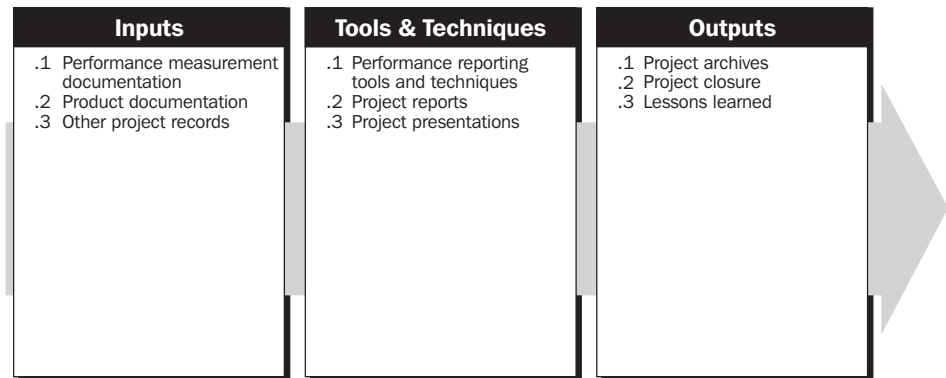 Inputs
.1 Performance measurement
documentation
.2 Product documentation
.3 Other project records
Tools & Techniques
.1 Performance reporting
tools and techniques
.2 Project reports
.3 Project presentations
Outputs
.1 Project archives
.2 Project closure
.3 Lessons learned